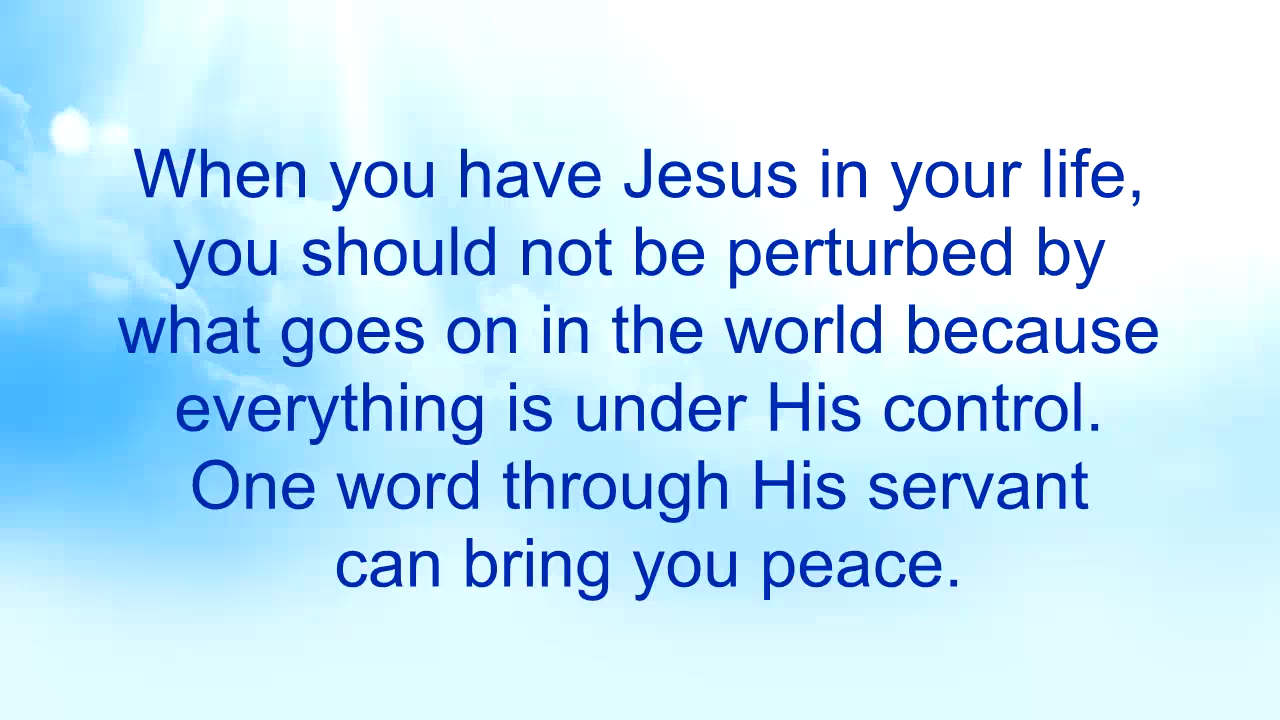 When you have Jesus in your life,
you should not be perturbed by
what goes on in the world because
everything is under His control.
One word through His servant
can bring you peace.